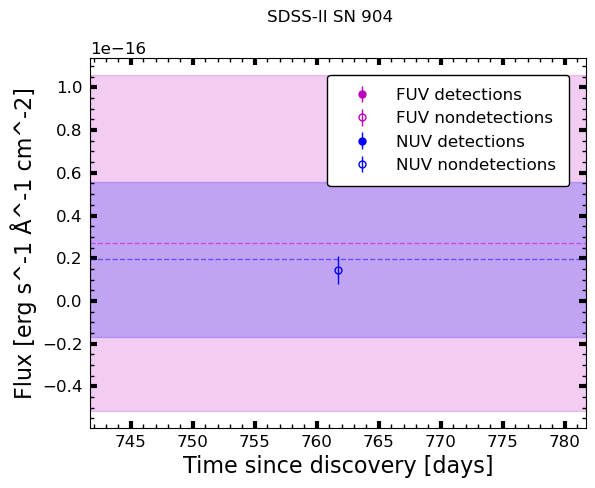 SDSS-II SN 904
1e−16
FUV detections
FUV nondetections
NUV detections
NUV nondetections
1.0
0.8
0.6
0.4
0.2
0.0
−0.2
−0.4
Flux [erg s^-1 Å^-1 cm^-2]
745 750 755 760 765 770 775 780
Time since discovery [days]